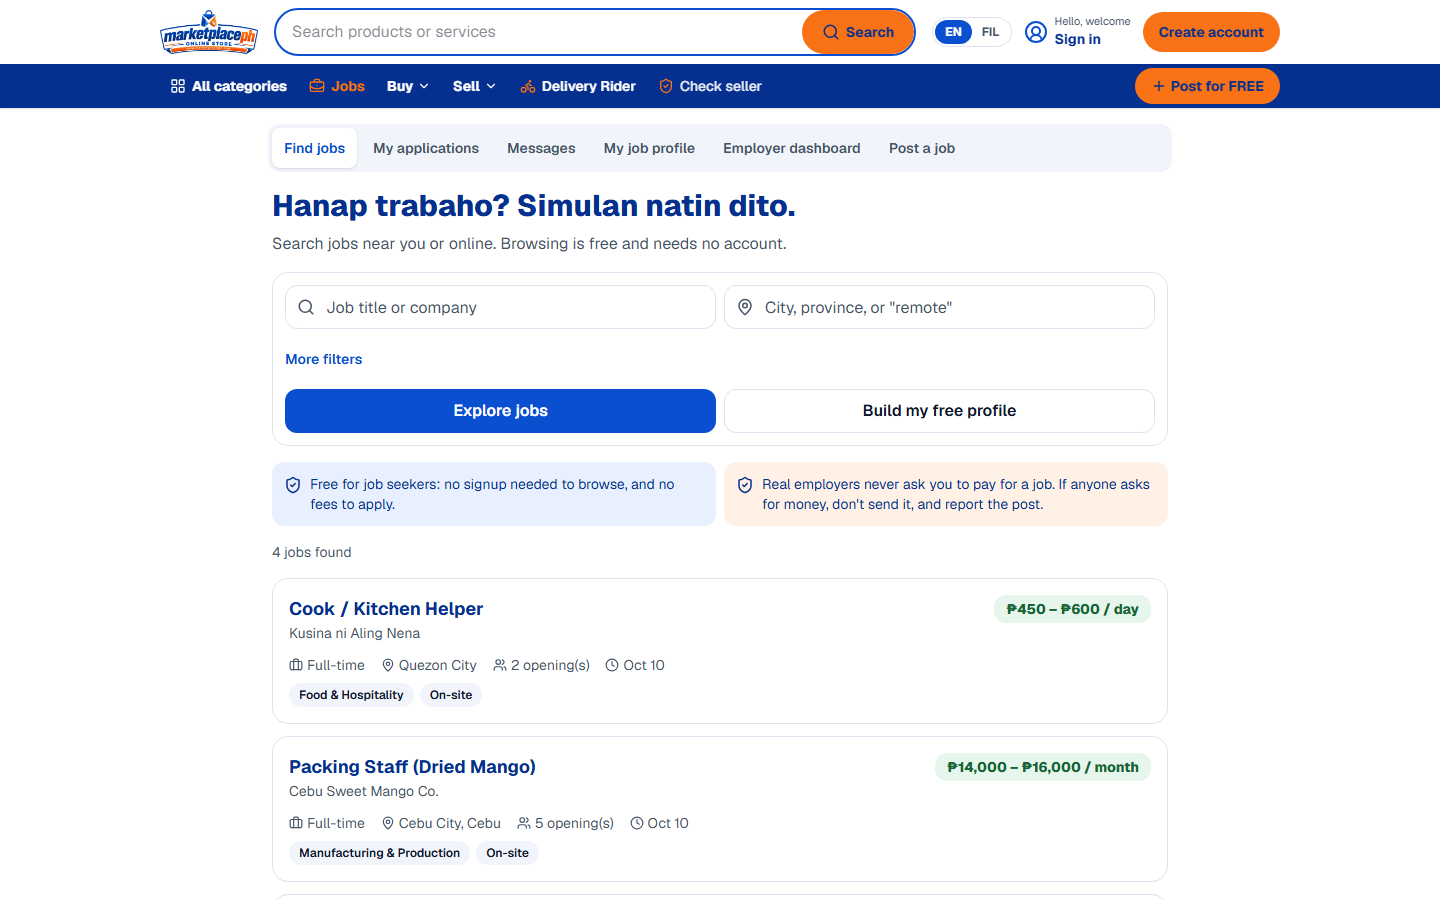 marketplaceph
ONLINE STORE
Search products or services
Search
EN
FIL
Hello, welcome
Sign in
Create account
All categories
Jobs
Buy
Sell
Delivery Rider
Check seller
+ Post for FREE
Find jobs
My applications
Messages
My job profile
Employer dashboard
Post a job
Hanap trabaho? Simulan natin dito.
Search jobs near you or online. Browsing is free and needs no account.
Job title or company
City, province, or "remote"
More filters
Explore jobs
Build my free profile
Free for job seekers: no signup needed to browse, and no
fees to apply.
Real employers never ask you to pay for a job. If anyone asks
for money, don't send it, and report the post.
4 jobs found
Cook / Kitchen Helper
₱450 – ₱600 / day
Kusina ni Aling Nena
Full-time
Quezon City
2 opening(s)
Oct 10
Food & Hospitality
On-site
Packing Staff (Dried Mango)
₱14,000 – ₱16,000 / month
Cebu Sweet Mango Co.
Full-time
Cebu City, Cebu
5 opening(s)
Oct 10
Manufacturing & Production
On-site